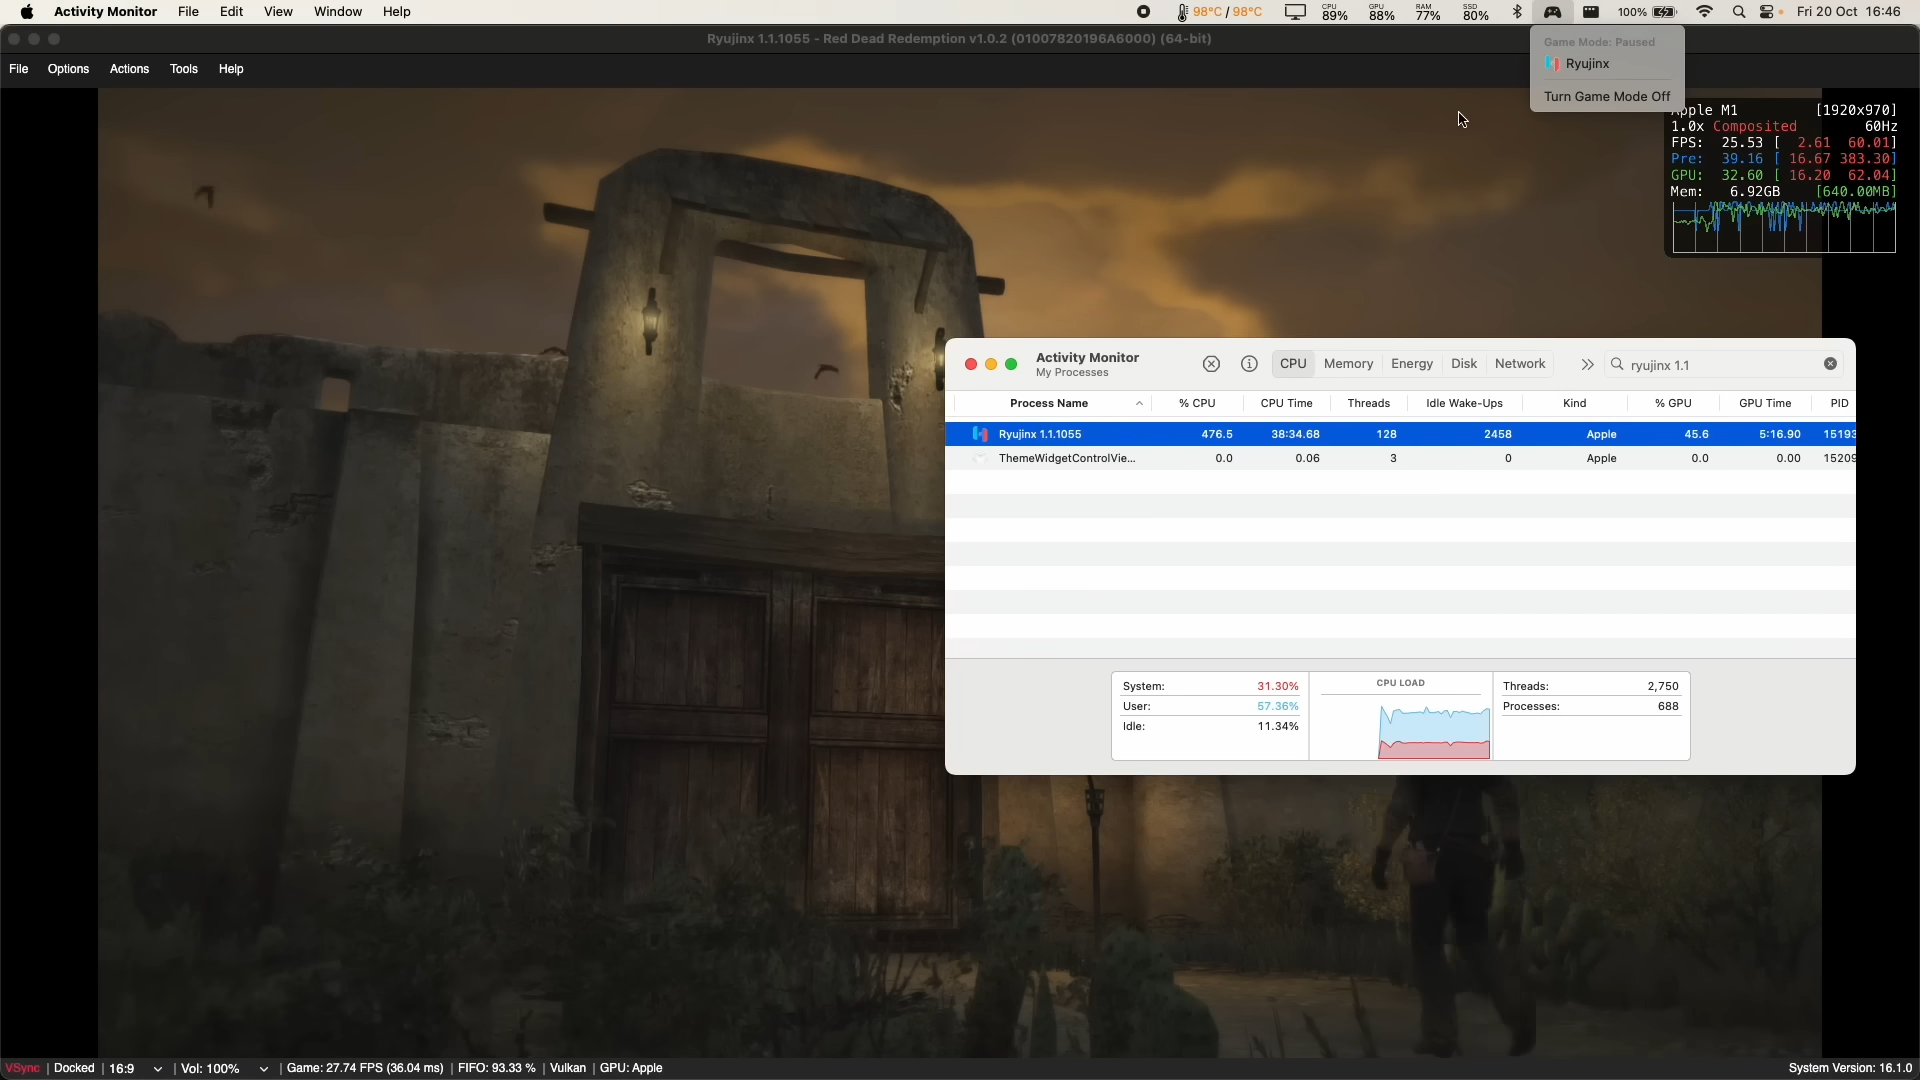 Activity Monitor File Edit View Window Help 98°C / 98°C CPU 89% GPU 88% RAM 77% SSD 80% 100% Fri 20 Oct 16:46
Ryujinx 1.1.1055 - Red Dead Redemption v1.0.2 (01007820196A6000) (64-bit)
File Options Actions Tools Help
Game Mode: Paused
Ryujinx
Turn Game Mode Off
Apple M1 [1920x970]
1.0x Composited 60Hz
FPS: 25.53 [ 2.61 60.01]
Pre: 39.16 [ 16.67 383.30]
GPU: 32.60 [ 16.20 62.04]
Mem: 6.92GB [640.00MB]
Activity Monitor
My Processes
CPU Memory Energy Disk Network ryujinx 1.1
Process Name % CPU CPU Time Threads Idle Wake-Ups Kind % GPU GPU Time PID
Ryujinx 1.1.1055 476.5 38:34.68 128 2458 Apple 45.6 5:16.90 15193
ThemeWidgetControlVie... 0.0 0.06 3 0 Apple 0.0 0.00 15209
System: 31.30%
User: 57.36%
Idle: 11.34%
CPU LOAD
Threads: 2,750
Processes: 688
VSync | Docked | 16:9 | Vol: 100% | Game: 27.74 FPS (36.04 ms) | FIFO: 93.33 % | Vulkan | GPU: Apple System Version: 16.1.0